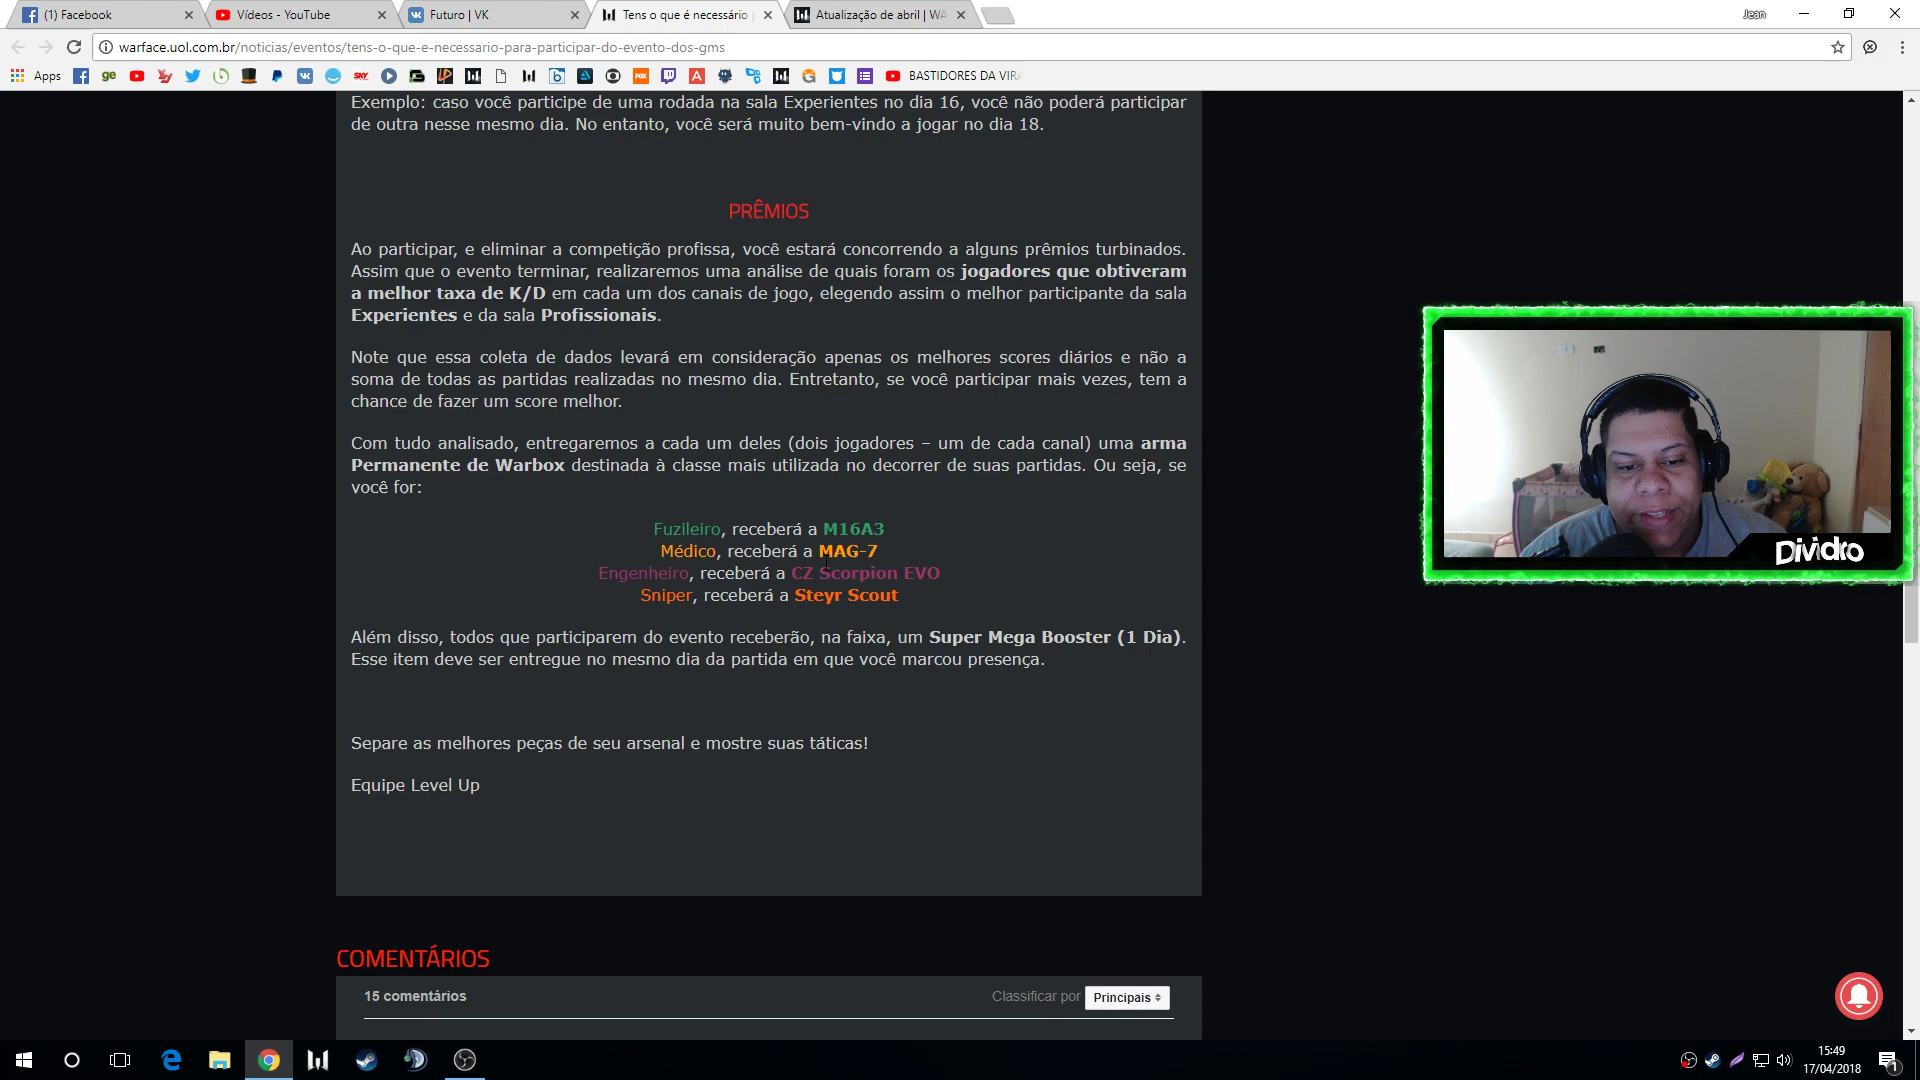 (1) Facebook
Vídeos - YouTube
Futuro | VK
Tens o que é necessário
Atualização de abril | WA
Jean
warface.uol.com.br/noticias/eventos/tens-o-que-e-necessario-para-participar-do-evento-dos-gms
Apps
BASTIDORES DA VIRA
Exemplo: caso você participe de uma rodada na sala Experientes no dia 16, você não poderá participar
de outra nesse mesmo dia. No entanto, você será muito bem-vindo a jogar no dia 18.
PRÊMIOS
Ao participar, e eliminar a competição profissa, você estará concorrendo a alguns prêmios turbinados.
Assim que o evento terminar, realizaremos uma análise de quais foram os jogadores que obtiveram
a melhor taxa de K/D em cada um dos canais de jogo, elegendo assim o melhor participante da sala
Experientes e da sala Profissionais.
Note que essa coleta de dados levará em consideração apenas os melhores scores diários e não a
soma de todas as partidas realizadas no mesmo dia. Entretanto, se você participar mais vezes, tem a
chance de fazer um score melhor.
Com tudo analisado, entregaremos a cada um deles (dois jogadores – um de cada canal) uma arma
Permanente de Warbox destinada à classe mais utilizada no decorrer de suas partidas. Ou seja, se
você for:
Fuzileiro, receberá a M16A3
Médico, receberá a MAG-7
Engenheiro, receberá a CZ Scorpion EVO
Sniper, receberá a Steyr Scout
Além disso, todos que participarem do evento receberão, na faixa, um Super Mega Booster (1 Dia).
Esse item deve ser entregue no mesmo dia da partida em que você marcou presença.
Separe as melhores peças de seu arsenal e mostre suas táticas!
Equipe Level Up
Dividro
COMENTÁRIOS
15 comentários
Classificar por Principais
15:49
17/04/2018
1